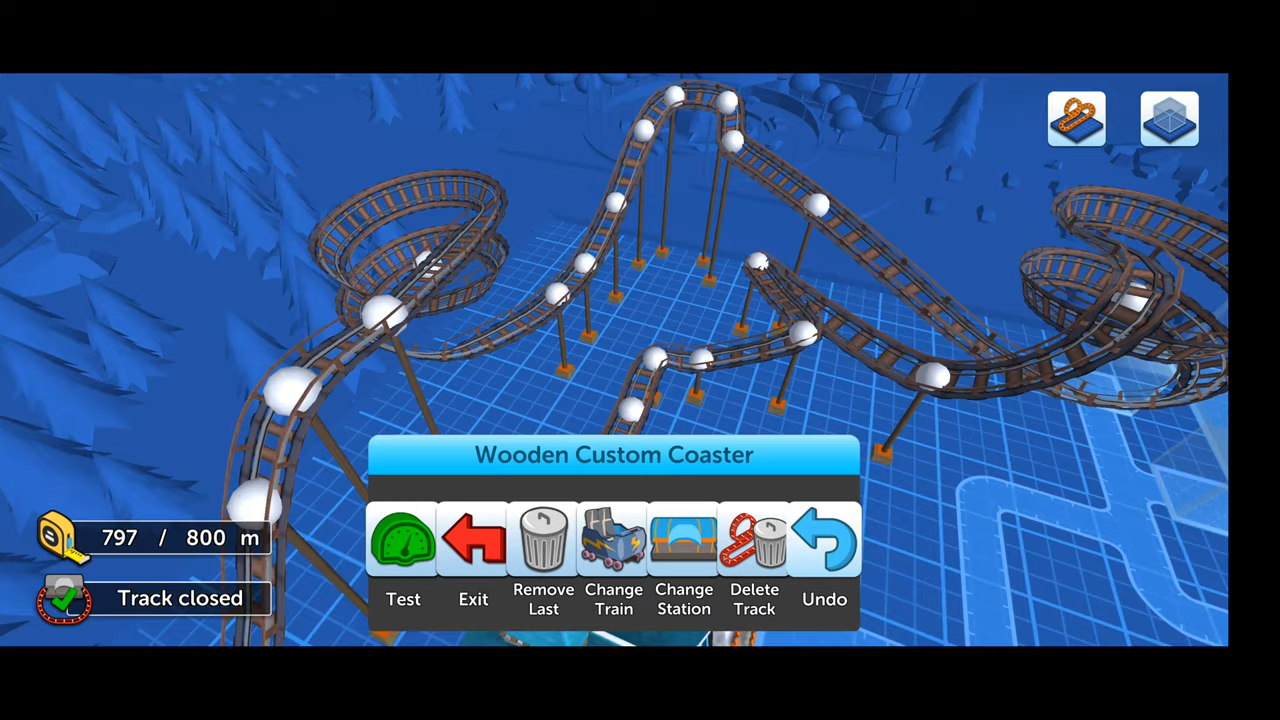 Wooden Custom Coaster
797 / 800 m
Track closed
Test
Exit
Remove
Last
Change
Train
Change
Station
Delete
Track
Undo